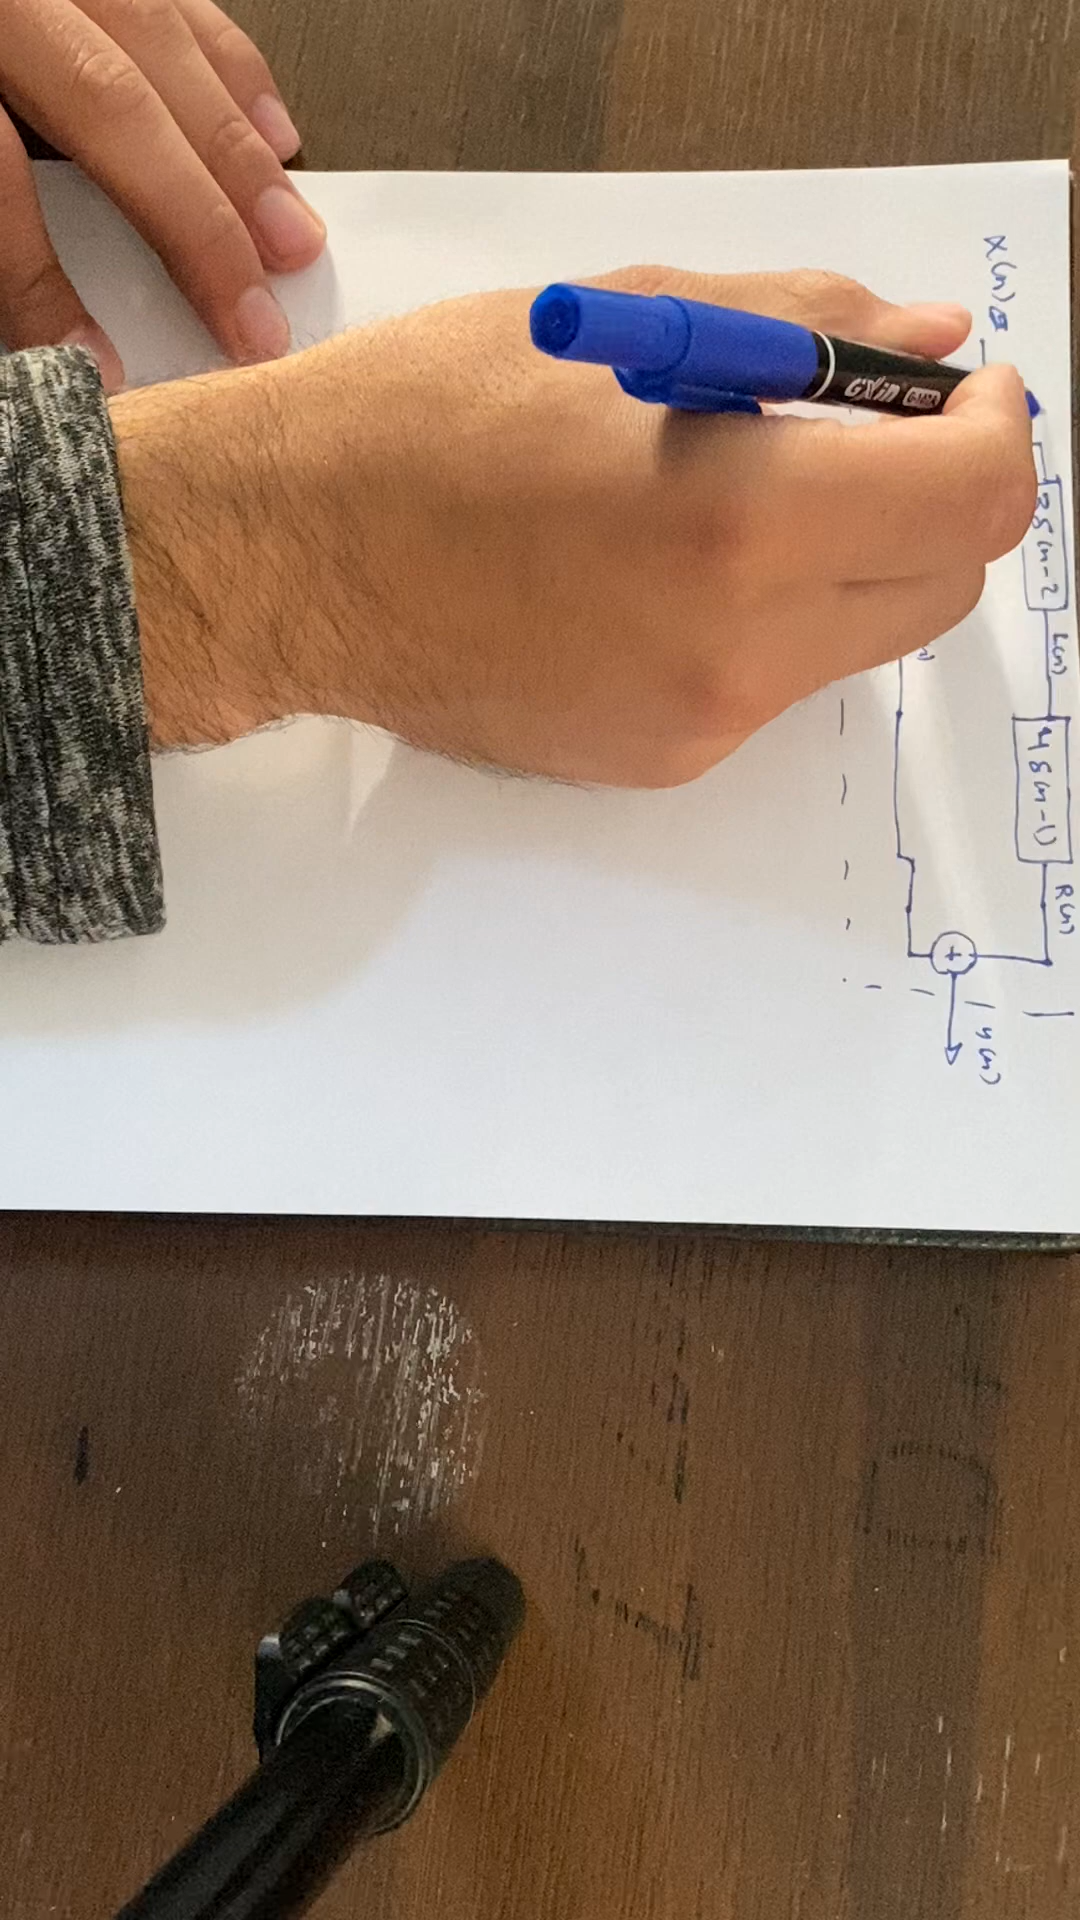 x(n)
3δ(n-2
L(n)
4δ(n-1)
R(n)
+
y(n)
GXin